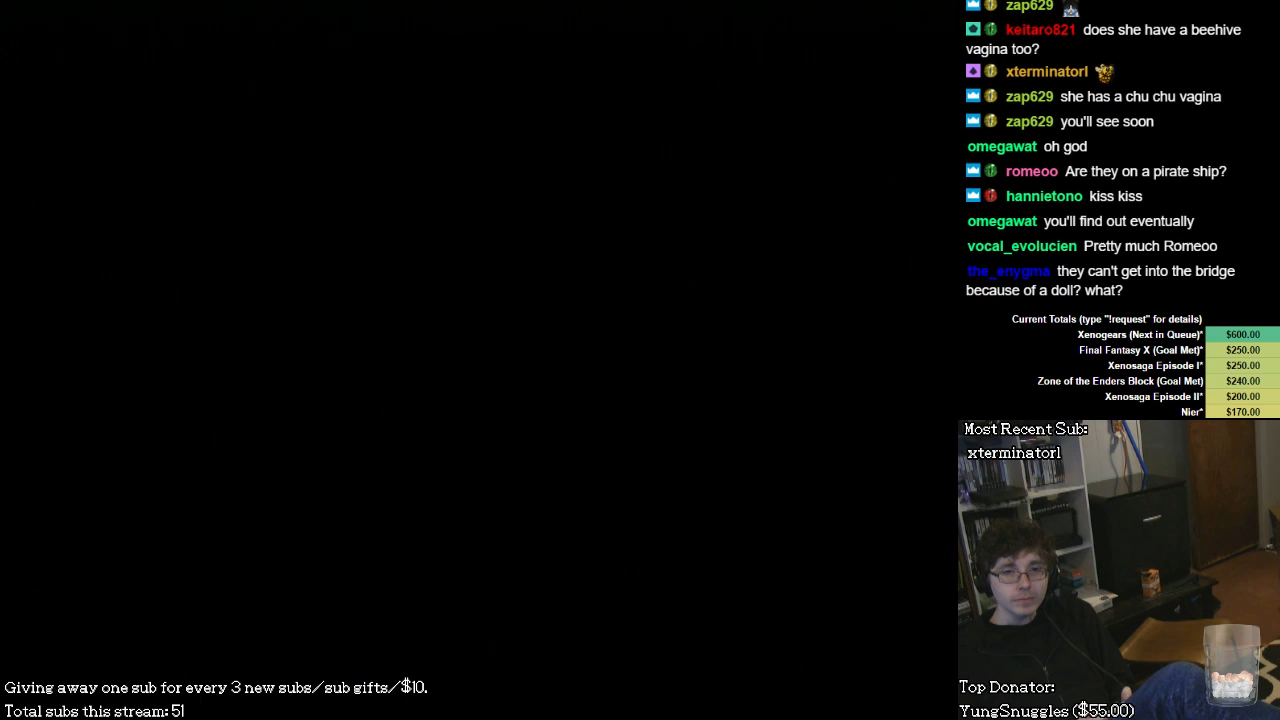 zap629
keitaro821 does she have a beehive
vagina too?
xterminatorl
zap629 she has a chu chu vagina
zap629 you'll see soon
omegawat oh god
romeoo Are they on a pirate ship?
hannietono kiss kiss
omegawat you'll find out eventually
vocal_evolucien Pretty much Romeoo
the_enygma they can't get into the bridge
because of a doll? what?
Current Totals (type "!request" for details)
Xenogears (Next in Queue)* $600.00
Final Fantasy X (Goal Met)* $250.00
Xenosaga Episode I* $250.00
Zone of the Enders Block (Goal Met) $240.00
Xenosaga Episode II* $200.00
Nier* $170.00
Most Recent Sub:
xterminatorl
Top Donator:
YungSnuggles ($55.00)
Giving away one sub for every 3 new subs/sub gifts/$10.
Total subs this stream: 51